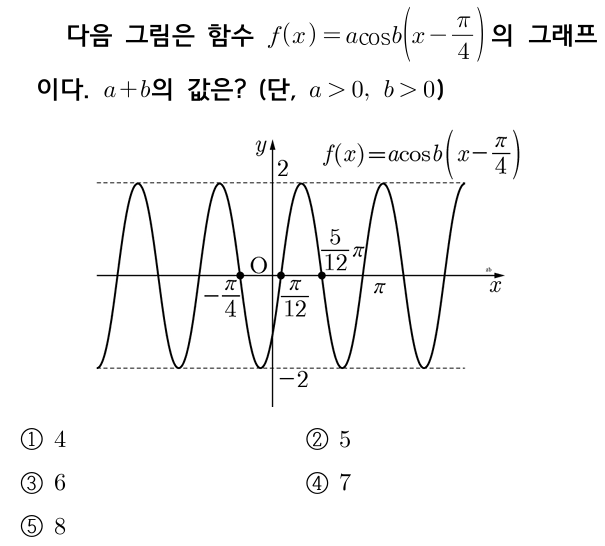 다음 그림은 함수 f(x)=acosb(x-π/4)의 그래프
이다. a+b의 값은? (단, a>0, b>0)
f(x)=acosb(x-π/4)
y
2
5/12 π
O
-π/4
π/12
π
x
-2
① 4
② 5
③ 6
④ 7
⑤ 8